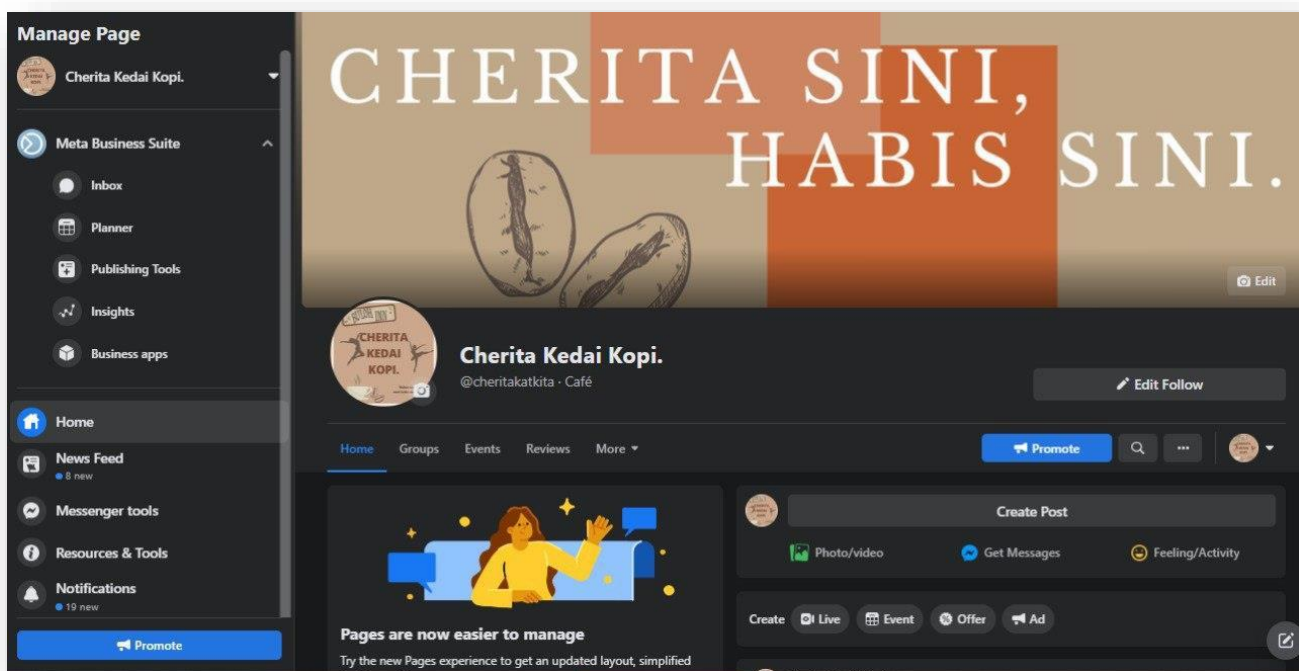 Manage Page
Cherita Kedai Kopi.
Meta Business Suite
Inbox
Planner
Publishing Tools
Insights
Business apps
Home
News Feed
8 new
Messenger tools
Resources & Tools
Notifications
19 new
Promote
CHERITA SINI,
HABIS SINI.
Edit
CHERITA
KEDAI
KOPI.
Cherita Kedai Kopi.
@cheritakatkita · Café
Edit Follow
Home Groups Events Reviews More
Promote
Pages are now easier to manage
Try the new Pages experience to get an updated layout, simplified
Create Post
Photo/video Get Messages Feeling/Activity
Create Live Event Offer Ad